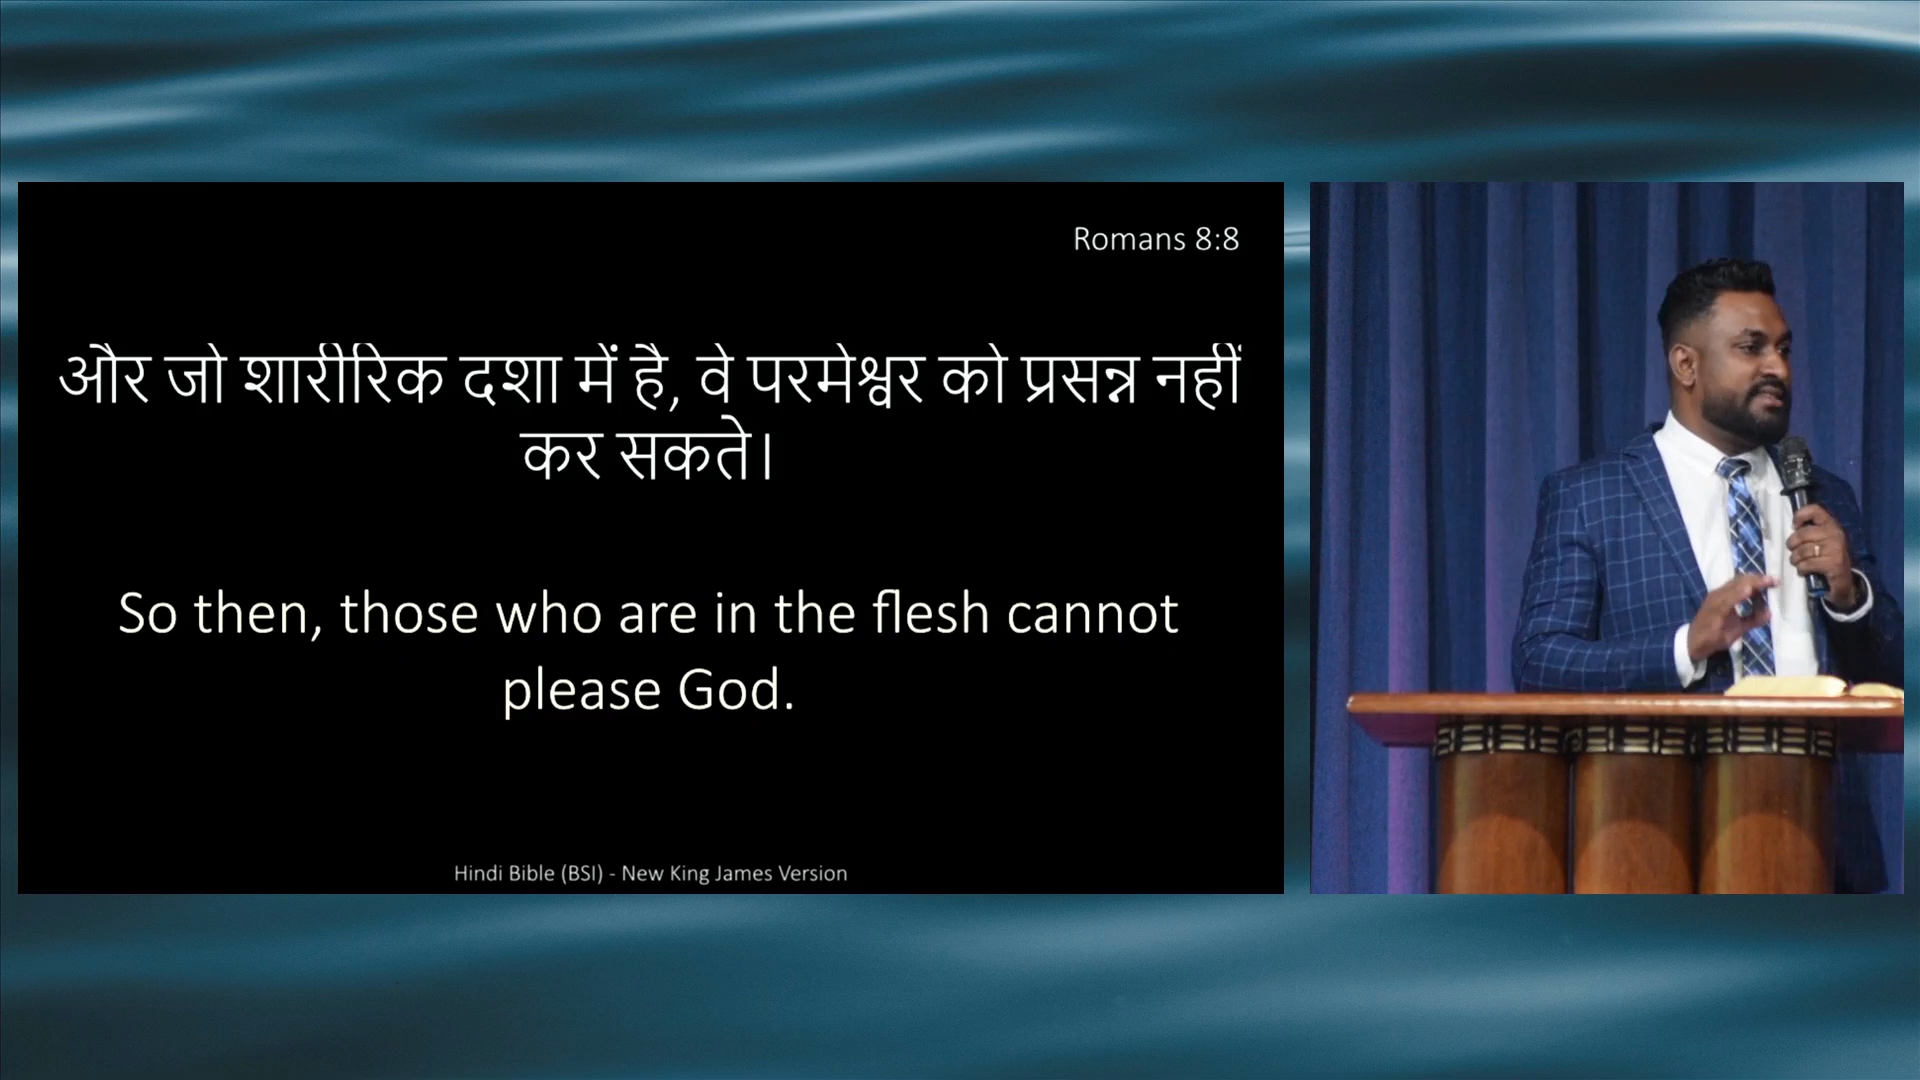 Romans 8:8
और जो शारीरिक दशा में है, वे परमेश्वर को प्रसन्न नहीं
कर सकते।
So then, those who are in the flesh cannot
please God.
Hindi Bible (BSI) - New King James Version